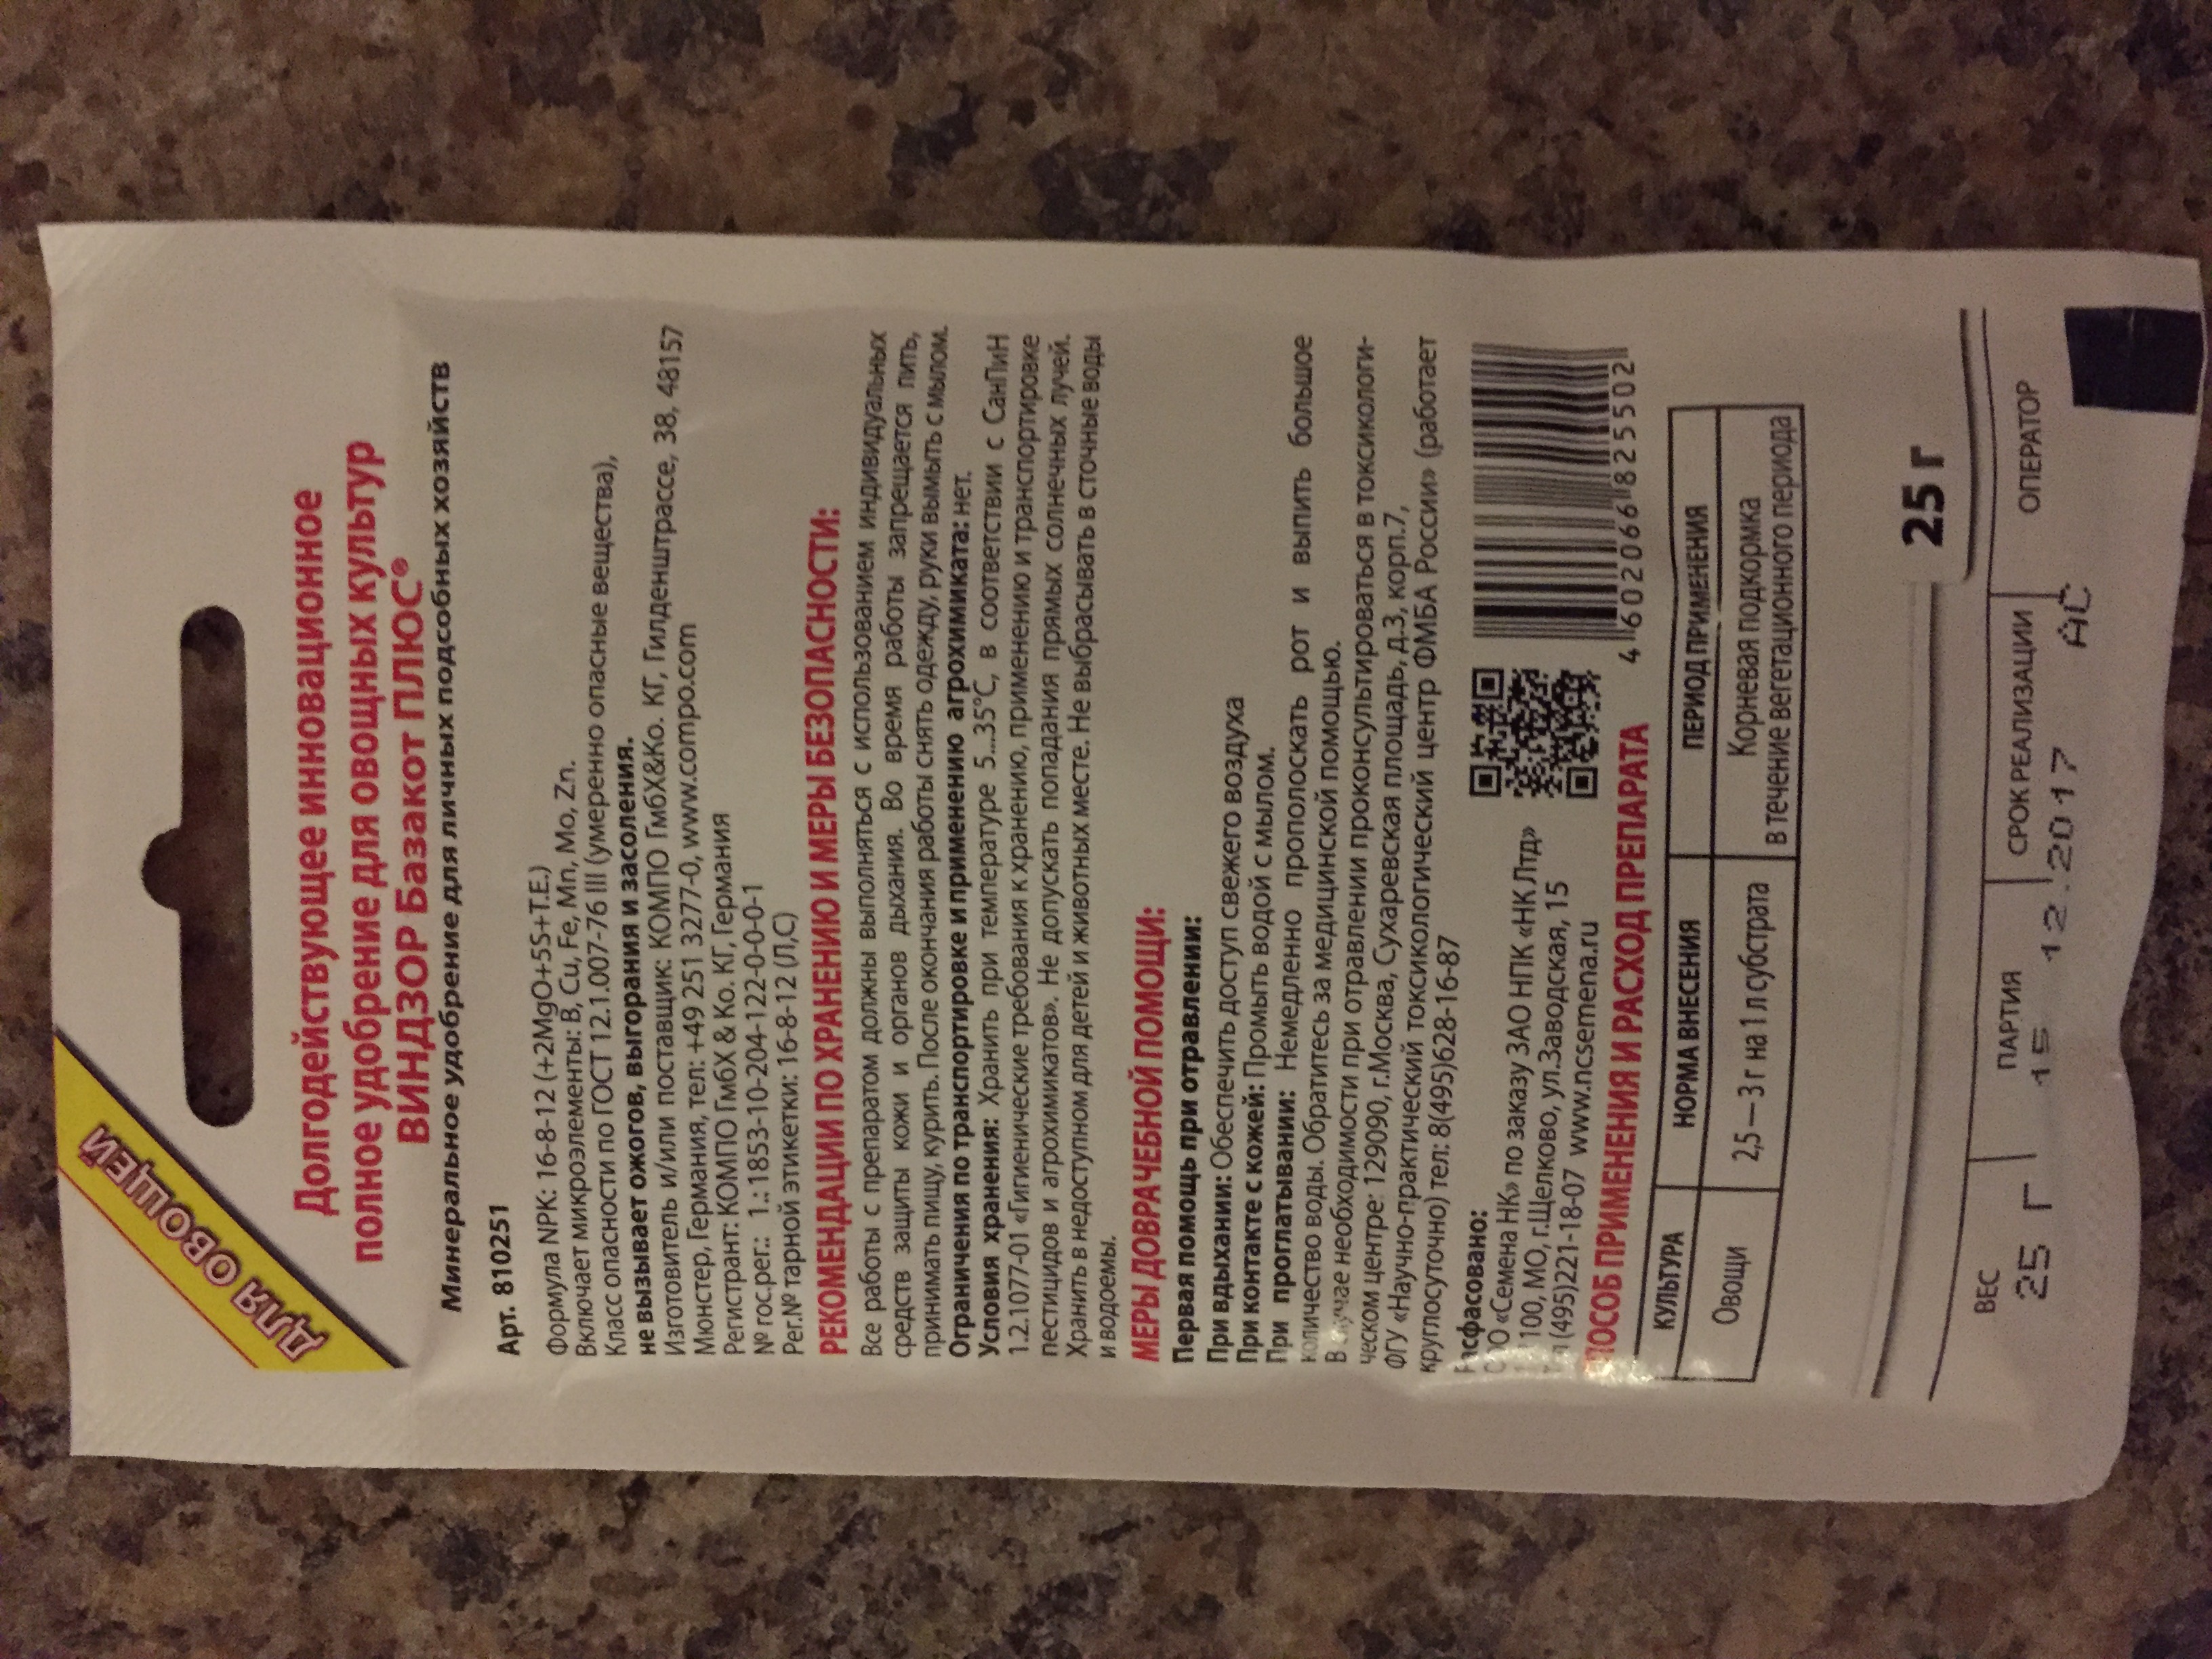 ДЛЯ ОВОЩЕЙ
Долгодействующее инновационное
полное удобрение для овощных культур
ВИНДЗОР Базакот ПЛЮС®
Минеральное удобрение для личных подсобных хозяйств
Арт. 810251
Формула NPK: 16-8-12 (+2MgO+5S+T.E.)
Включает микроэлементы: B, Cu, Fe, Mn, Mo, Zn.
Класс опасности по ГОСТ 12.1.007-76 III (умеренно опасные вещества),
не вызывает ожогов, выгорания и засоления.
Изготовитель и/или поставщик: КОМПО ГмбХ&Ко. КГ, Гилденштрассе, 38, 48157
Мюнстер, Германия, тел: +49 251 3277-0, www.compo.com
Регистрант: КОМПО ГмбХ & Ко. КГ, Германия
№ гос.рег.: 1.: 1853-10-204-122-0-0-0-1
Рег.№ тарной этикетки: 16-8-12 (Л,С)
РЕКОМЕНДАЦИИ ПО ХРАНЕНИЮ И МЕРЫ БЕЗОПАСНОСТИ:
Все работы с препаратом должны выполняться с использованием индивидуальных
средств защиты кожи и органов дыхания. Во время работы запрещается пить,
принимать пищу, курить. После окончания работы снять одежду, руки вымыть с мылом.
Ограничения по транспортировке и применению агрохимиката: нет.
Условия хранения: Хранить при температуре 5...35°С, в соответствии с СанПиН
1.2.1077-01 «Гигиенические требования к хранению, применению и транспортировке
пестицидов и агрохимикатов». Не допускать попадания прямых солнечных лучей.
Хранить в недоступном для детей и животных месте. Не выбрасывать в сточные воды
и водоемы.
МЕРЫ ДОВРАЧЕБНОЙ ПОМОЩИ:
Первая помощь при отравлении:
При вдыхании: Обеспечить доступ свежего воздуха
При контакте с кожей: Промыть водой с мылом.
При проглатывании: Немедленно прополоскать рот и выпить большое
количество воды. Обратитесь за медицинской помощью.
В случае необходимости при отравлении проконсультироваться в токсикологи-
ческом центре: 129090, г.Москва, Сухаревская площадь, д.3, корп.7,
ФГУ «Научно-практический токсикологический центр ФМБА России» (работает
круглосуточно) тел: 8(495)628-16-87
Расфасовано:
ООО «Семена НК» по заказу ЗАО НПК «НК Лтд»
100, МО, г.Щелково, ул.Заводская, 15
(495)221-18-07 www.ncsemena.ru
4 602066 825502
СПОСОБ ПРИМЕНЕНИЯ И РАСХОД ПРЕПАРАТА
КУЛЬТУРА НОРМА ВНЕСЕНИЯ ПЕРИОД ПРИМЕНЕНИЯ
Овощи 2,5 — 3 г на 1 л субстрата Корневая подкормка
в течение вегетационного периода
25 г
ВЕС ПАРТИЯ СРОК РЕАЛИЗАЦИИ ОПЕРАТОР
25 Г 15 12.2017 АС